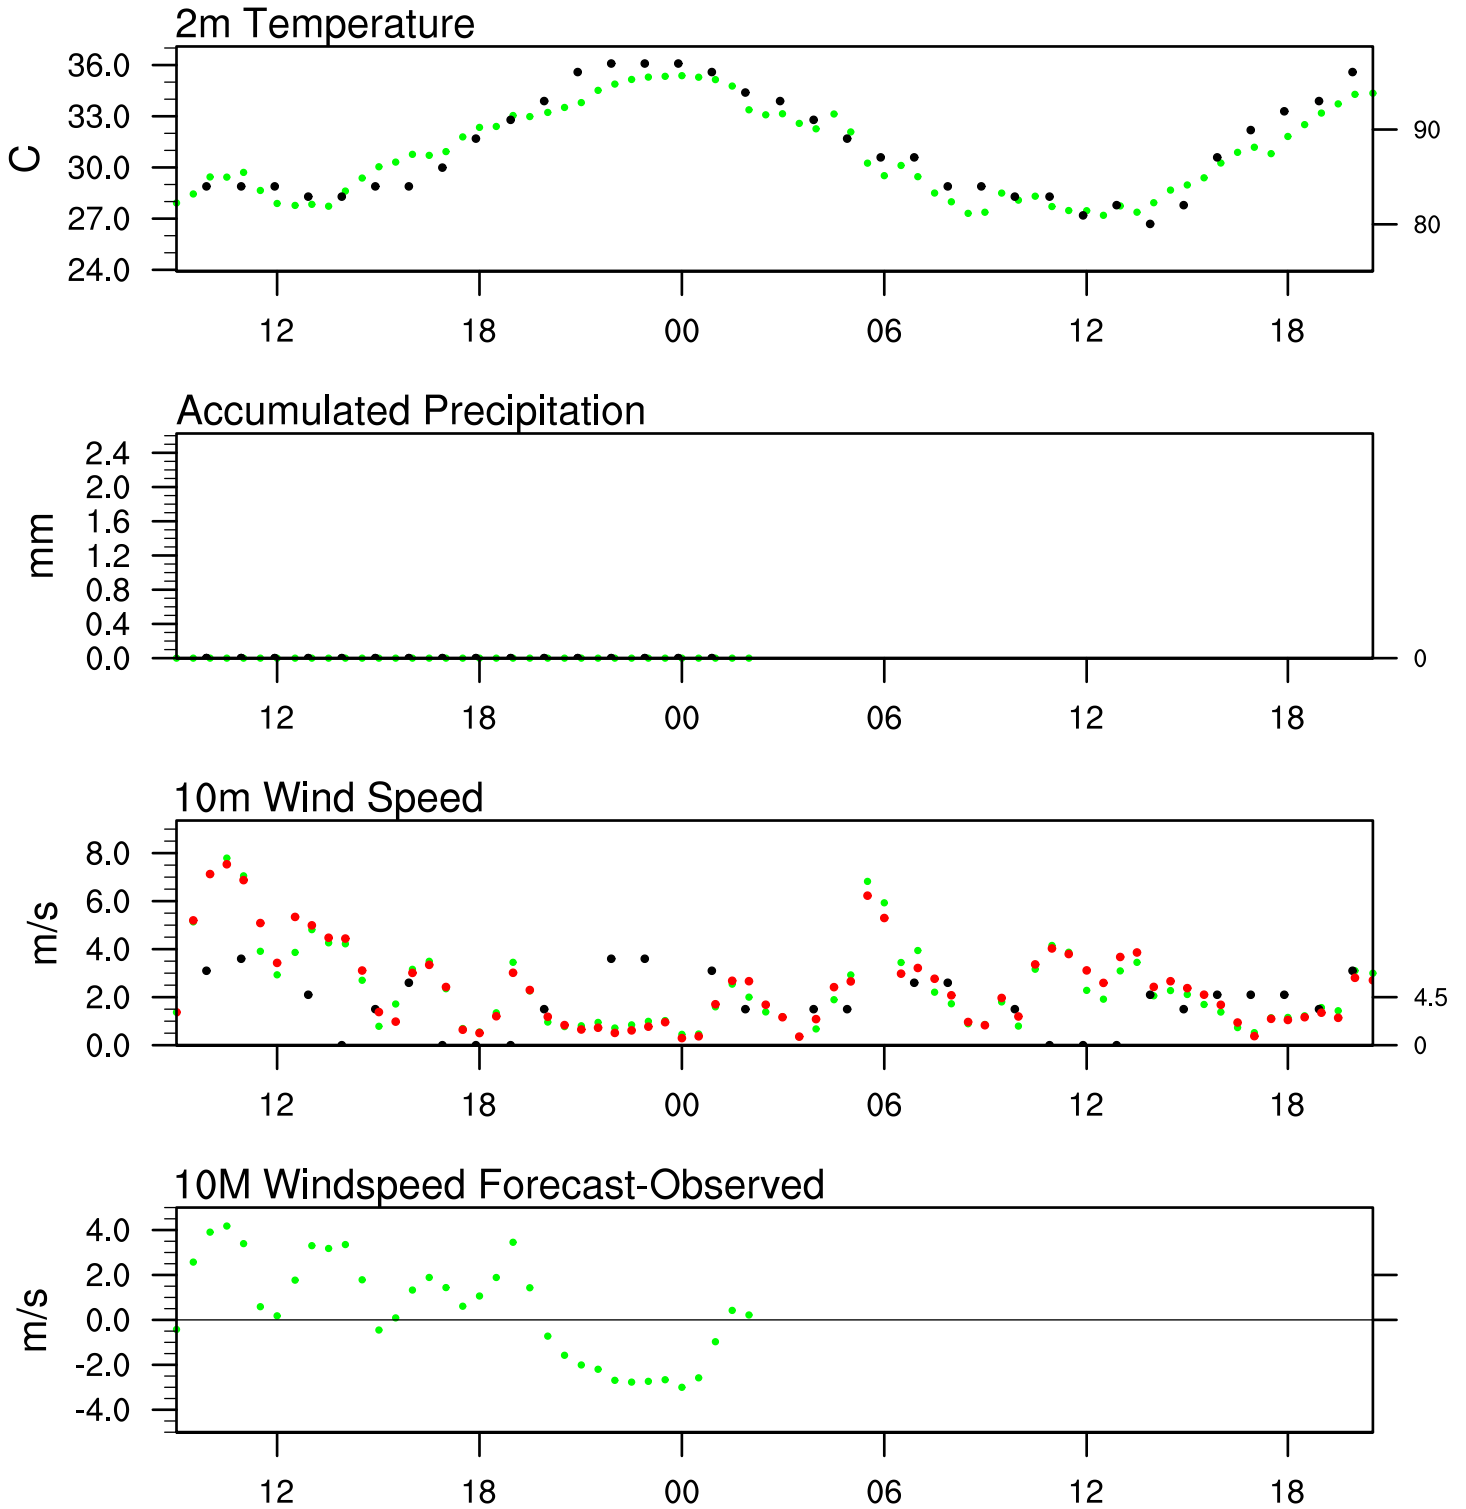 2m Temperature
36.0
33.0
30.0
27.0
24.0
C
90
80
12 18 00 06 12 18
Accumulated Precipitation
2.4
2.0
1.6
1.2
0.8
0.4
0.0
mm
0
12 18 00 06 12 18
10m Wind Speed
8.0
6.0
4.0
2.0
0.0
m/s
4.5
0
12 18 00 06 12 18
10M Windspeed Forecast-Observed
4.0
2.0
0.0
-2.0
-4.0
m/s
12 18 00 06 12 18